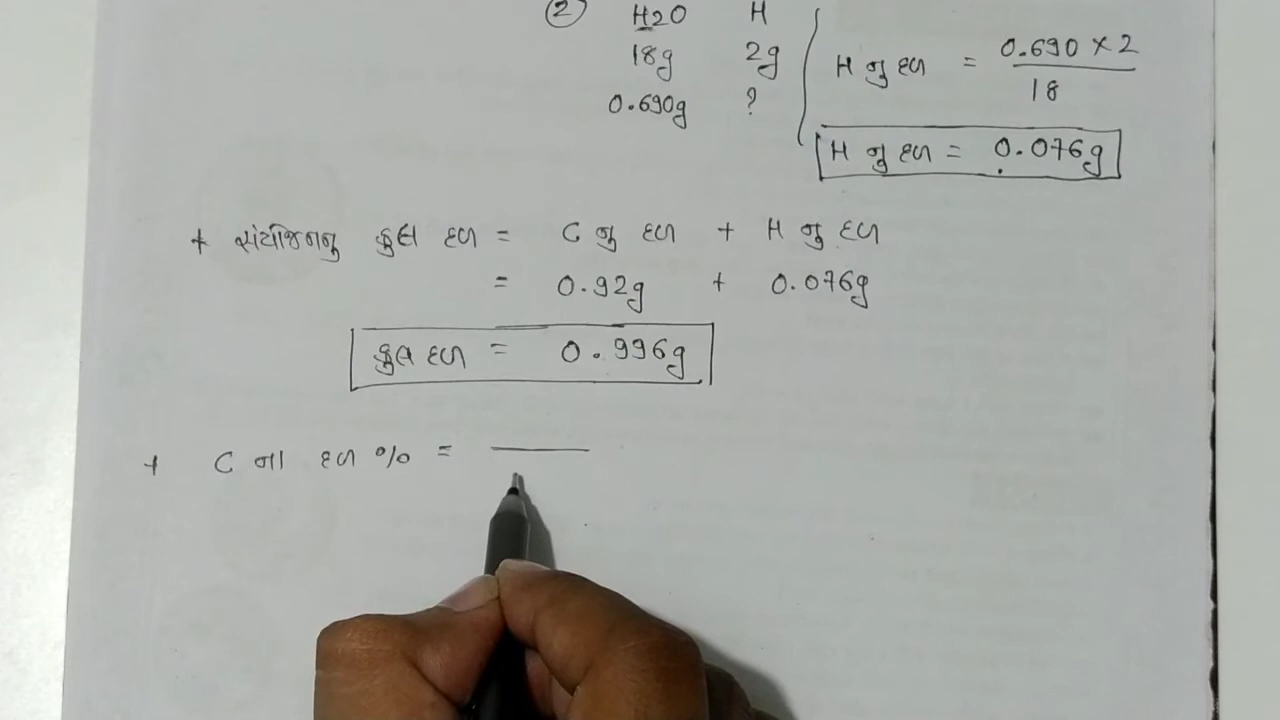 ② H2O H
18g 2g
0.690g ?
H નુ દળ = 0.690 × 2 / 18
H નુ દળ = 0.076g
+ સંયોજનનુ કુલ દળ = C નુ દળ + H નુ દળ
= 0.92g + 0.076g
કુલ દળ = 0.996g
+ C ના દળ % =